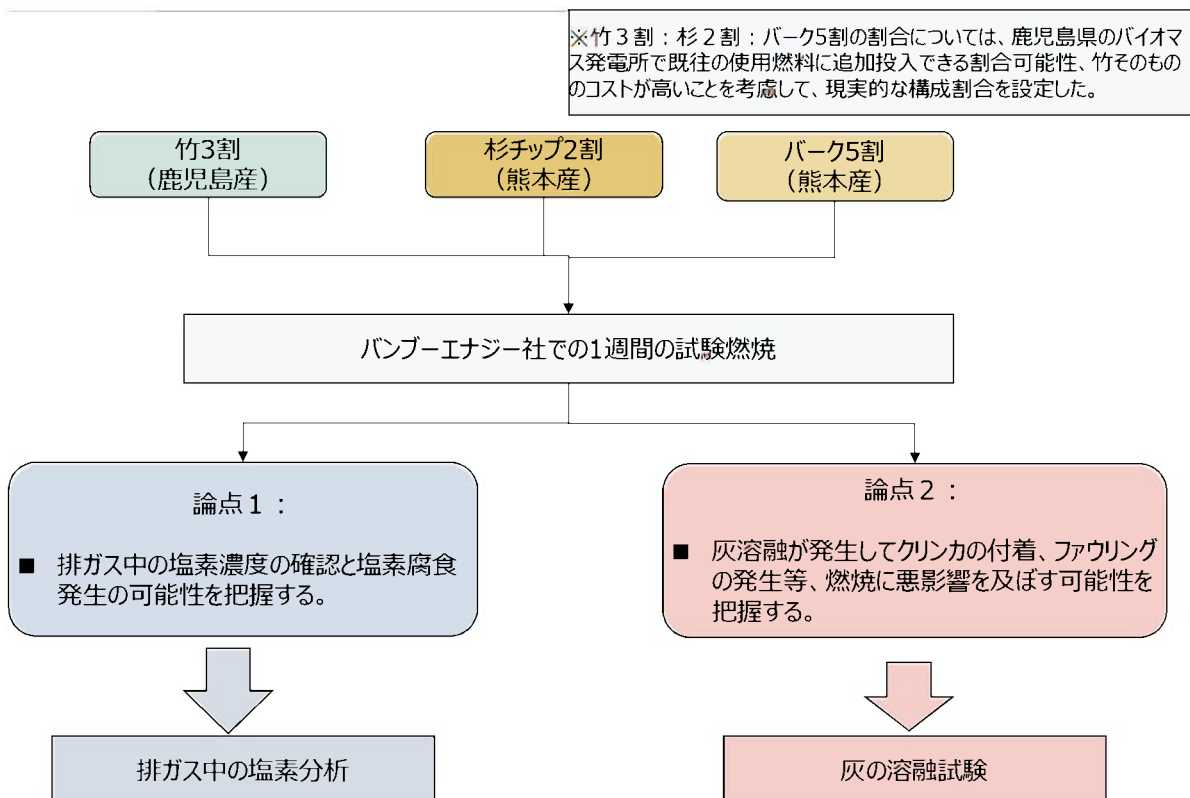 ※竹３割：杉２割：バーク5割の割合については、鹿児島県のバイオマ
ス発電所で既往の使用燃料に追加投入できる割合可能性、竹そのもの
のコストが高いことを考慮して、現実的な構成割合を設定した。
竹3割
（鹿児島産）
杉チップ2割
（熊本産）
バーク5割
（熊本産）
バンブーエナジー社での1週間の試験燃焼
論点１：
■ 排ガス中の塩素濃度の確認と塩素腐食
発生の可能性を把握する。
論点２：
■ 灰溶融が発生してクリンカの付着、ファウリング
の発生等、燃焼に悪影響を及ぼす可能性を
把握する。
排ガス中の塩素分析
灰の溶融試験